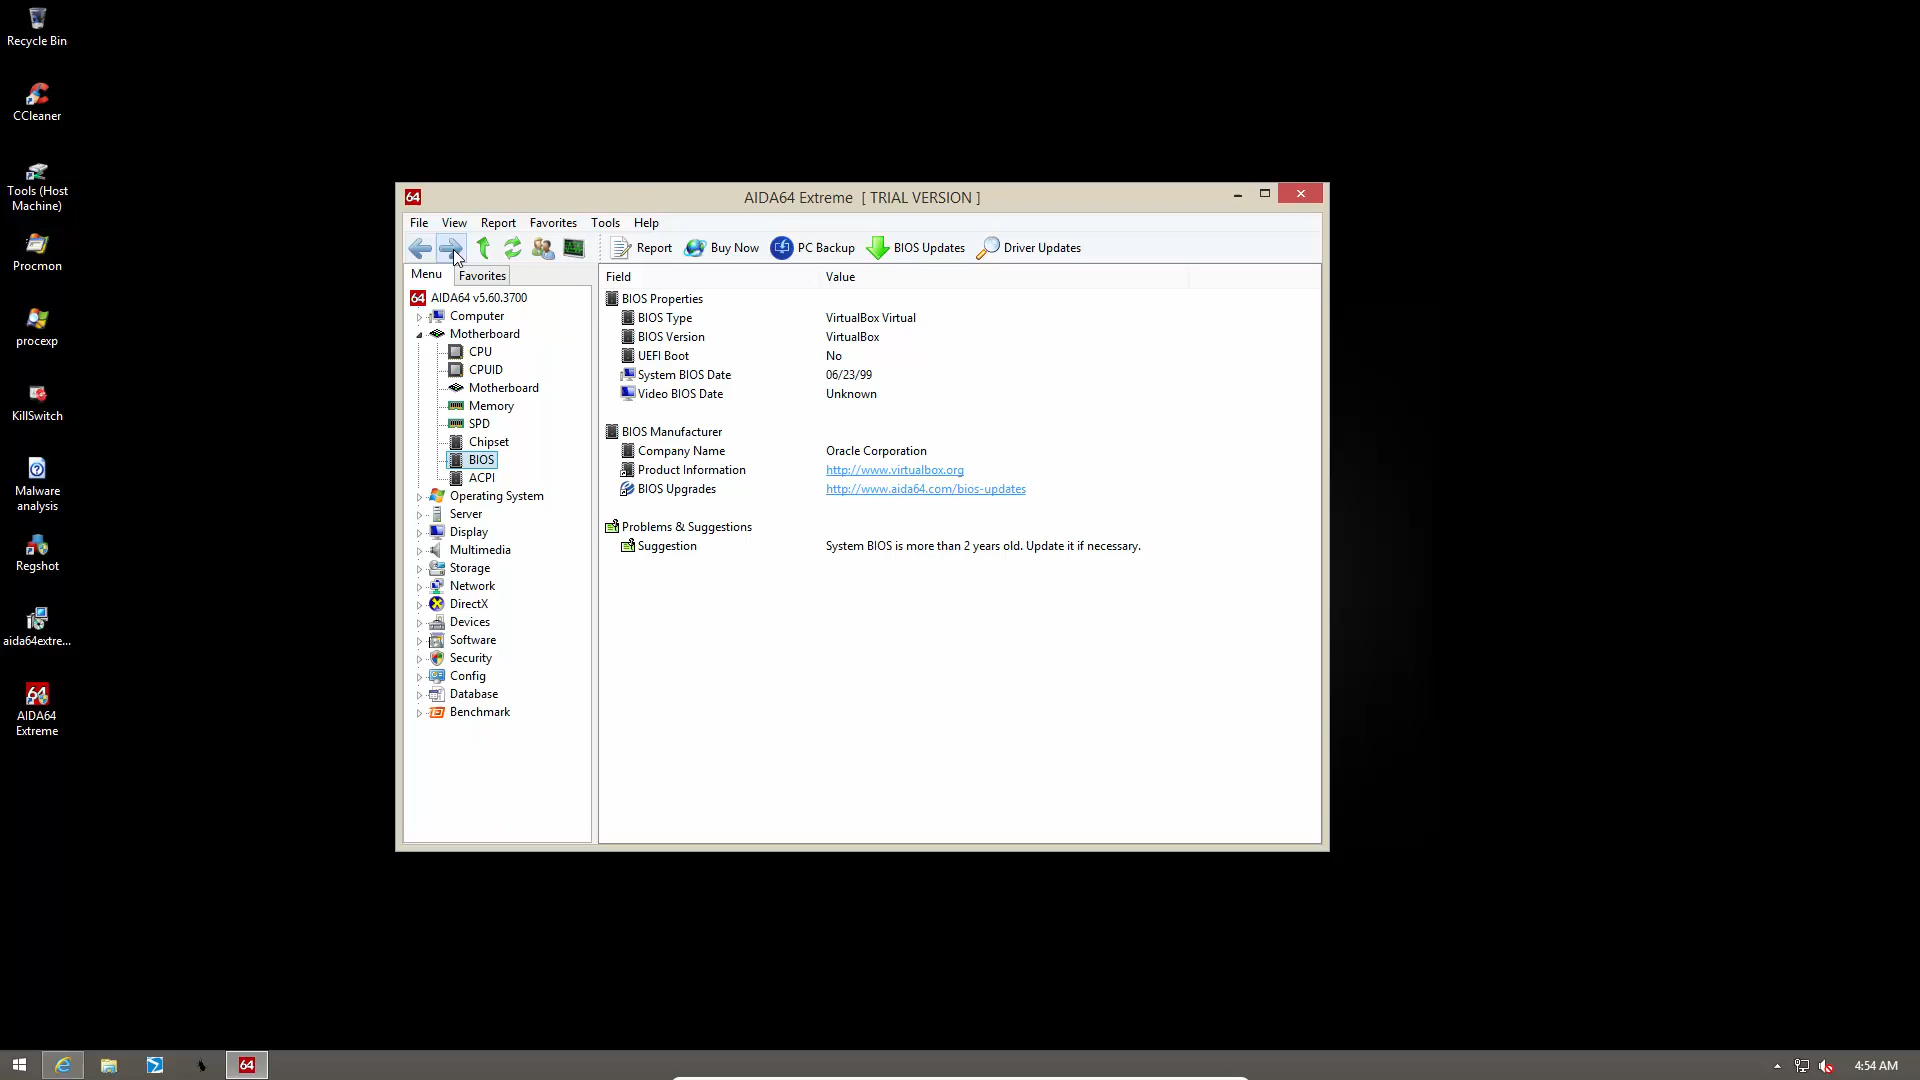 Recycle Bin
CCleaner
Tools (Host
Machine)
Procmon
procexp
KillSwitch
Malware
analysis
Regshot
aida64extre...
64
AIDA64
Extreme
64
AIDA64 Extreme [ TRIAL VERSION ]
File View Report Favorites Tools Help
Report Buy Now PC Backup BIOS Updates Driver Updates
Menu Favorites
64 AIDA64 v5.60.3700
Computer
Motherboard
CPU
CPUID
Motherboard
Memory
SPD
Chipset
BIOS
ACPI
Operating System
Server
Display
Multimedia
Storage
Network
DirectX
Devices
Software
Security
Config
Database
Benchmark
Field Value
BIOS Properties
BIOS Type VirtualBox Virtual
BIOS Version VirtualBox
UEFI Boot No
System BIOS Date 06/23/99
Video BIOS Date Unknown
BIOS Manufacturer
Company Name Oracle Corporation
Product Information http://www.virtualbox.org
BIOS Upgrades http://www.aida64.com/bios-updates
Problems & Suggestions
Suggestion System BIOS is more than 2 years old. Update it if necessary.
64
4:54 AM